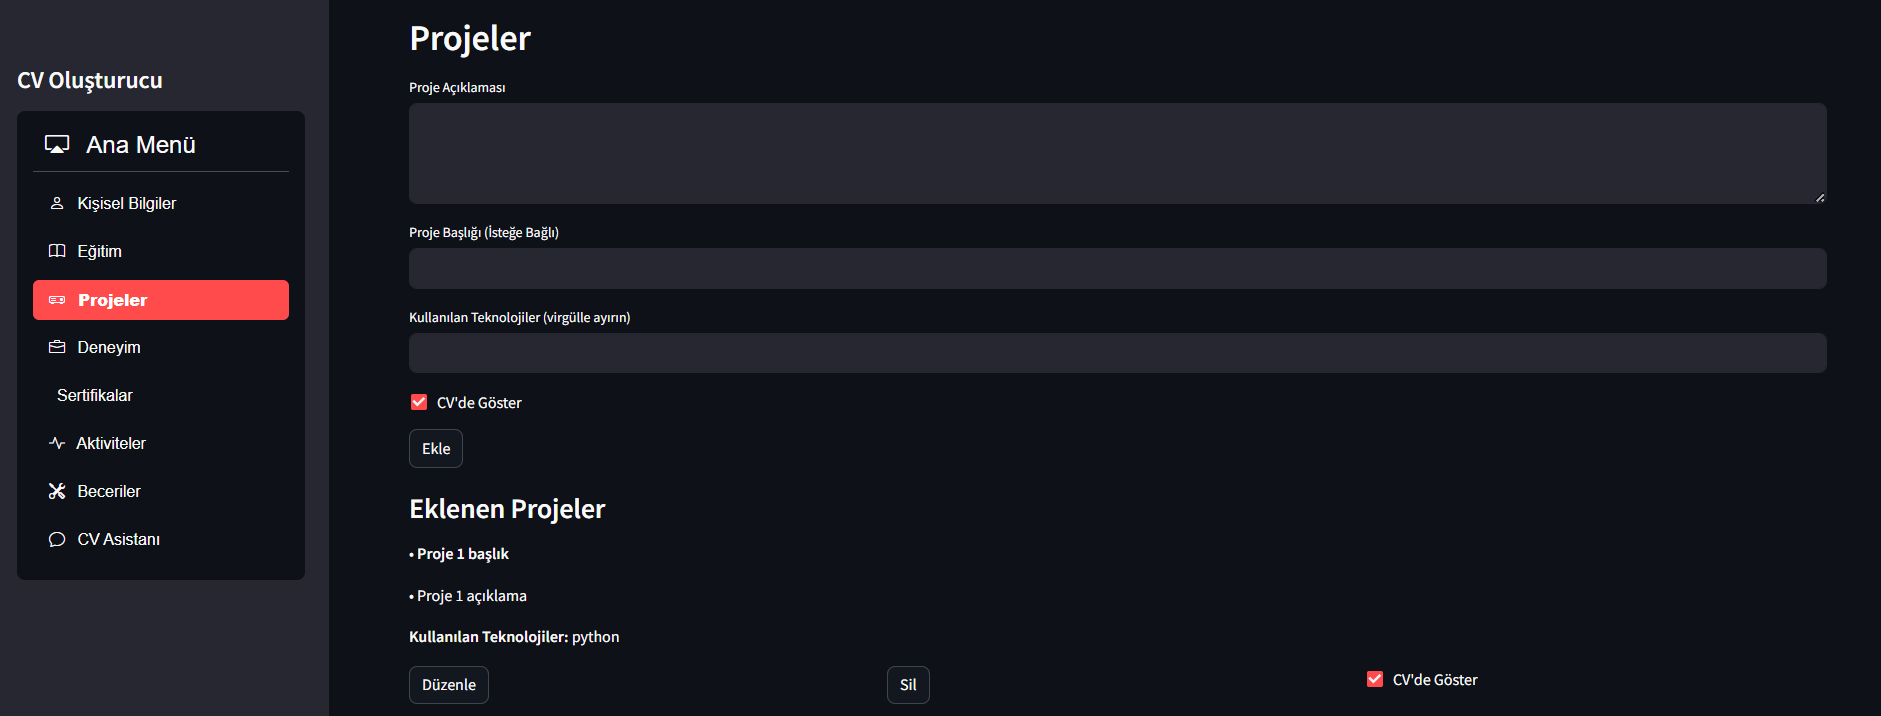 CV Oluşturucu
Ana Menü
Kişisel Bilgiler
Eğitim
Projeler
Deneyim
Sertifikalar
Aktiviteler
Beceriler
CV Asistanı
Projeler
Proje Açıklaması
Proje Başlığı (İsteğe Bağlı)
Kullanılan Teknolojiler (virgülle ayırın)
CV'de Göster
Ekle
Eklenen Projeler
• Proje 1 başlık
• Proje 1 açıklama
Kullanılan Teknolojiler: python
Düzenle Sil CV'de Göster